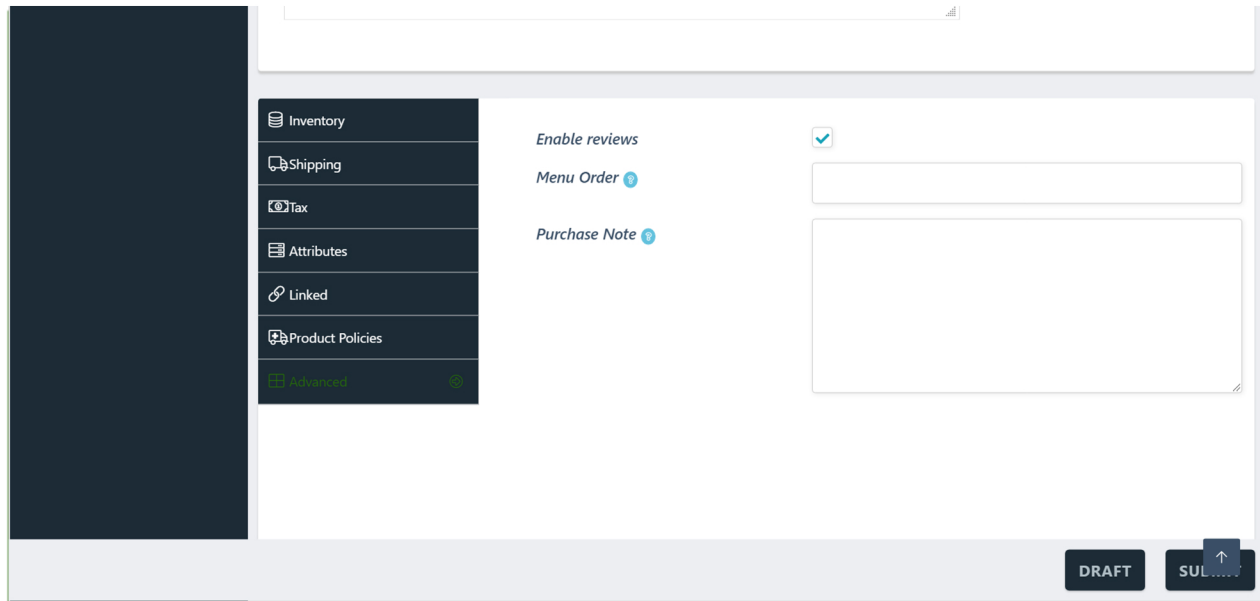 Inventory
Shipping
Tax
Attributes
Linked
Product Policies
Advanced
Enable reviews
Menu Order
Purchase Note
DRAFT